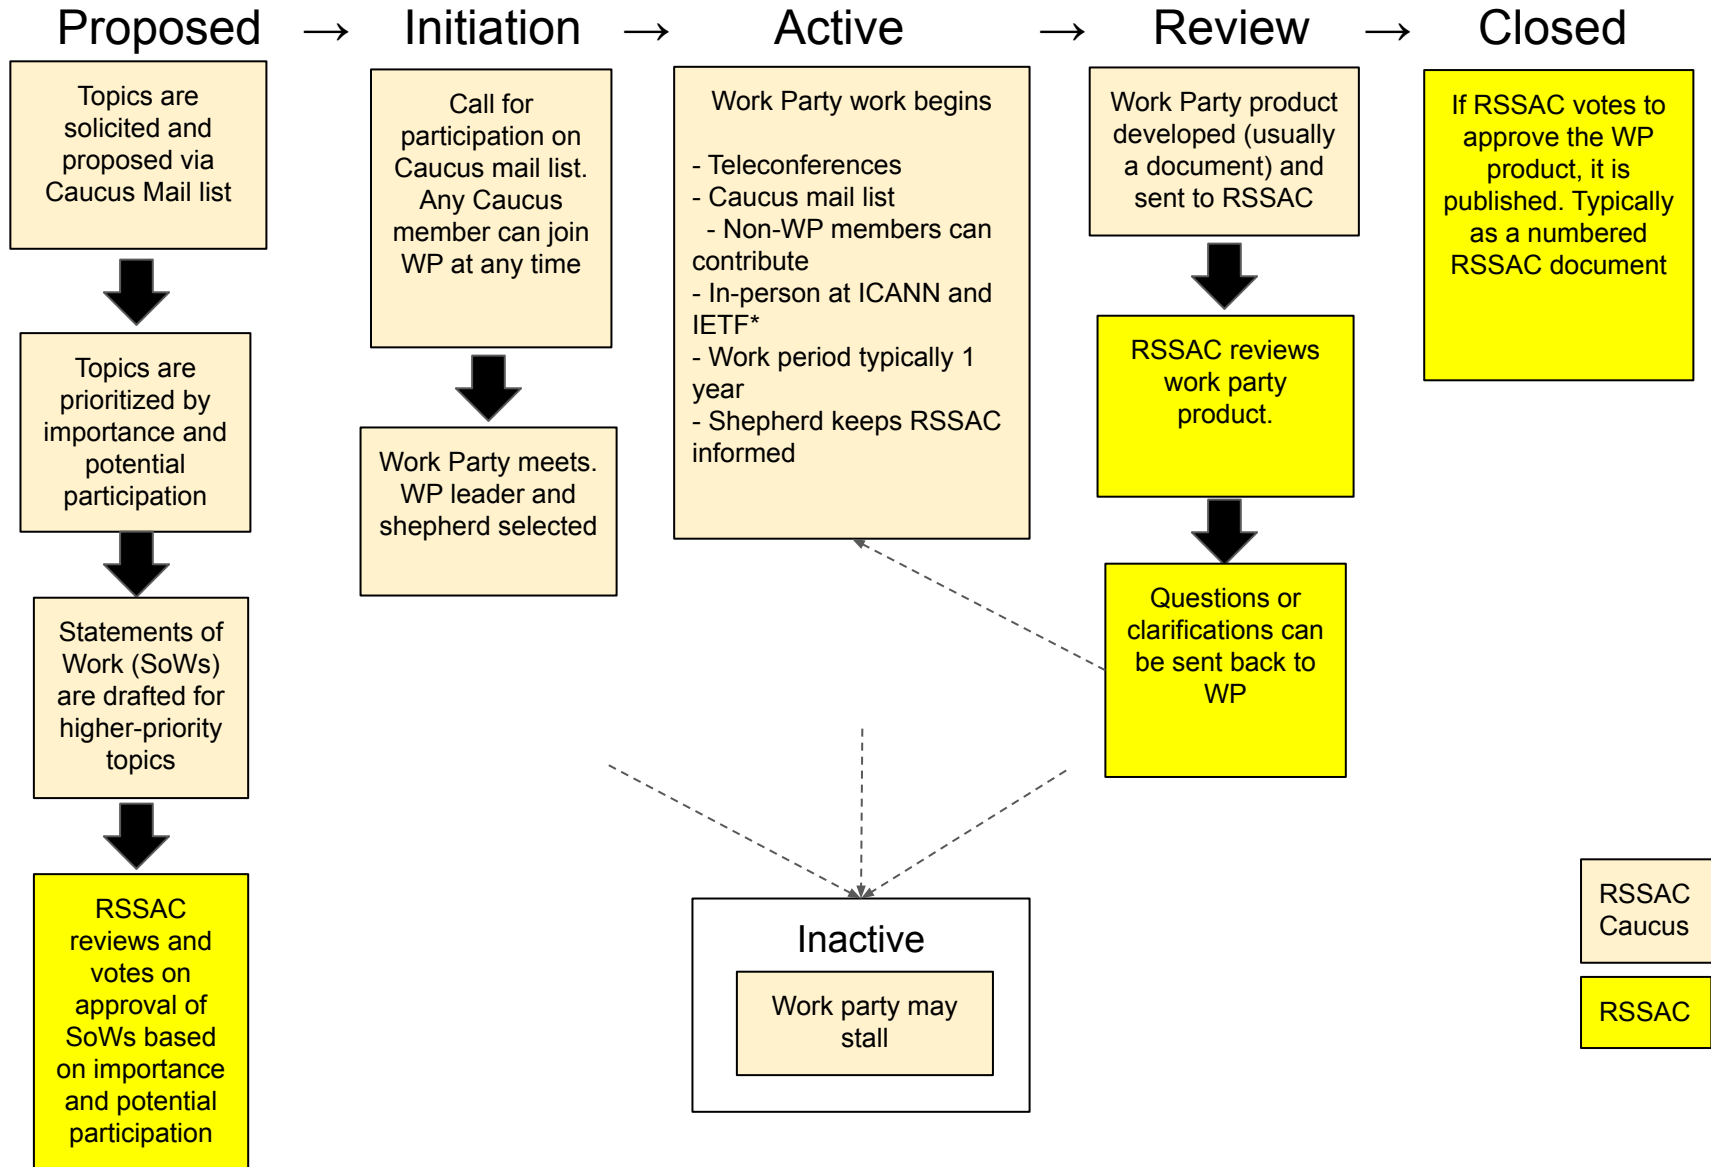 Proposed → Initiation → Active → Review → Closed
Topics are
solicited and
proposed via
Caucus Mail list
Topics are
prioritized by
importance and
potential
participation
Statements of
Work (SoWs)
are drafted for
higher-priority
topics
RSSAC
reviews and
votes on
approval of
SoWs based
on importance
and potential
participation
Call for
participation on
Caucus mail list.
Any Caucus
member can join
WP at any time
Work Party meets.
WP leader and
shepherd selected
Work Party work begins
- Teleconferences
- Caucus mail list
- Non-WP members can
contribute
- In-person at ICANN and
IETF*
- Work period typically 1
year
- Shepherd keeps RSSAC
informed
Work Party product
developed (usually
a document) and
sent to RSSAC
RSSAC reviews
work party
product.
Questions or
clarifications can
be sent back to
WP
If RSSAC votes to
approve the WP
product, it is
published. Typically
as a numbered
RSSAC document
Inactive
Work party may
stall
RSSAC
Caucus
RSSAC